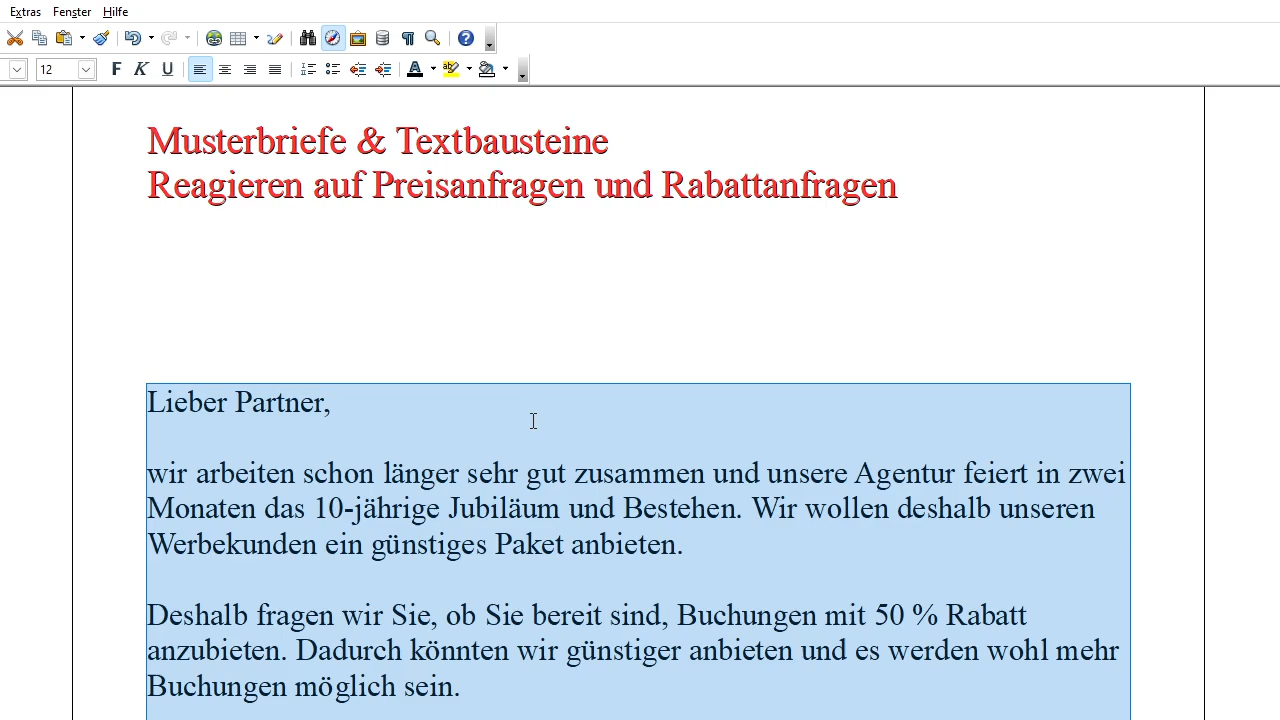 Extras Fenster Hilfe
12 F K U
Musterbriefe & Textbausteine
Reagieren auf Preisanfragen und Rabattanfragen
Lieber Partner,
wir arbeiten schon länger sehr gut zusammen und unsere Agentur feiert in zwei
Monaten das 10-jährige Jubiläum und Bestehen. Wir wollen deshalb unseren
Werbekunden ein günstiges Paket anbieten.
Deshalb fragen wir Sie, ob Sie bereit sind, Buchungen mit 50 % Rabatt
anzubieten. Dadurch könnten wir günstiger anbieten und es werden wohl mehr
Buchungen möglich sein.